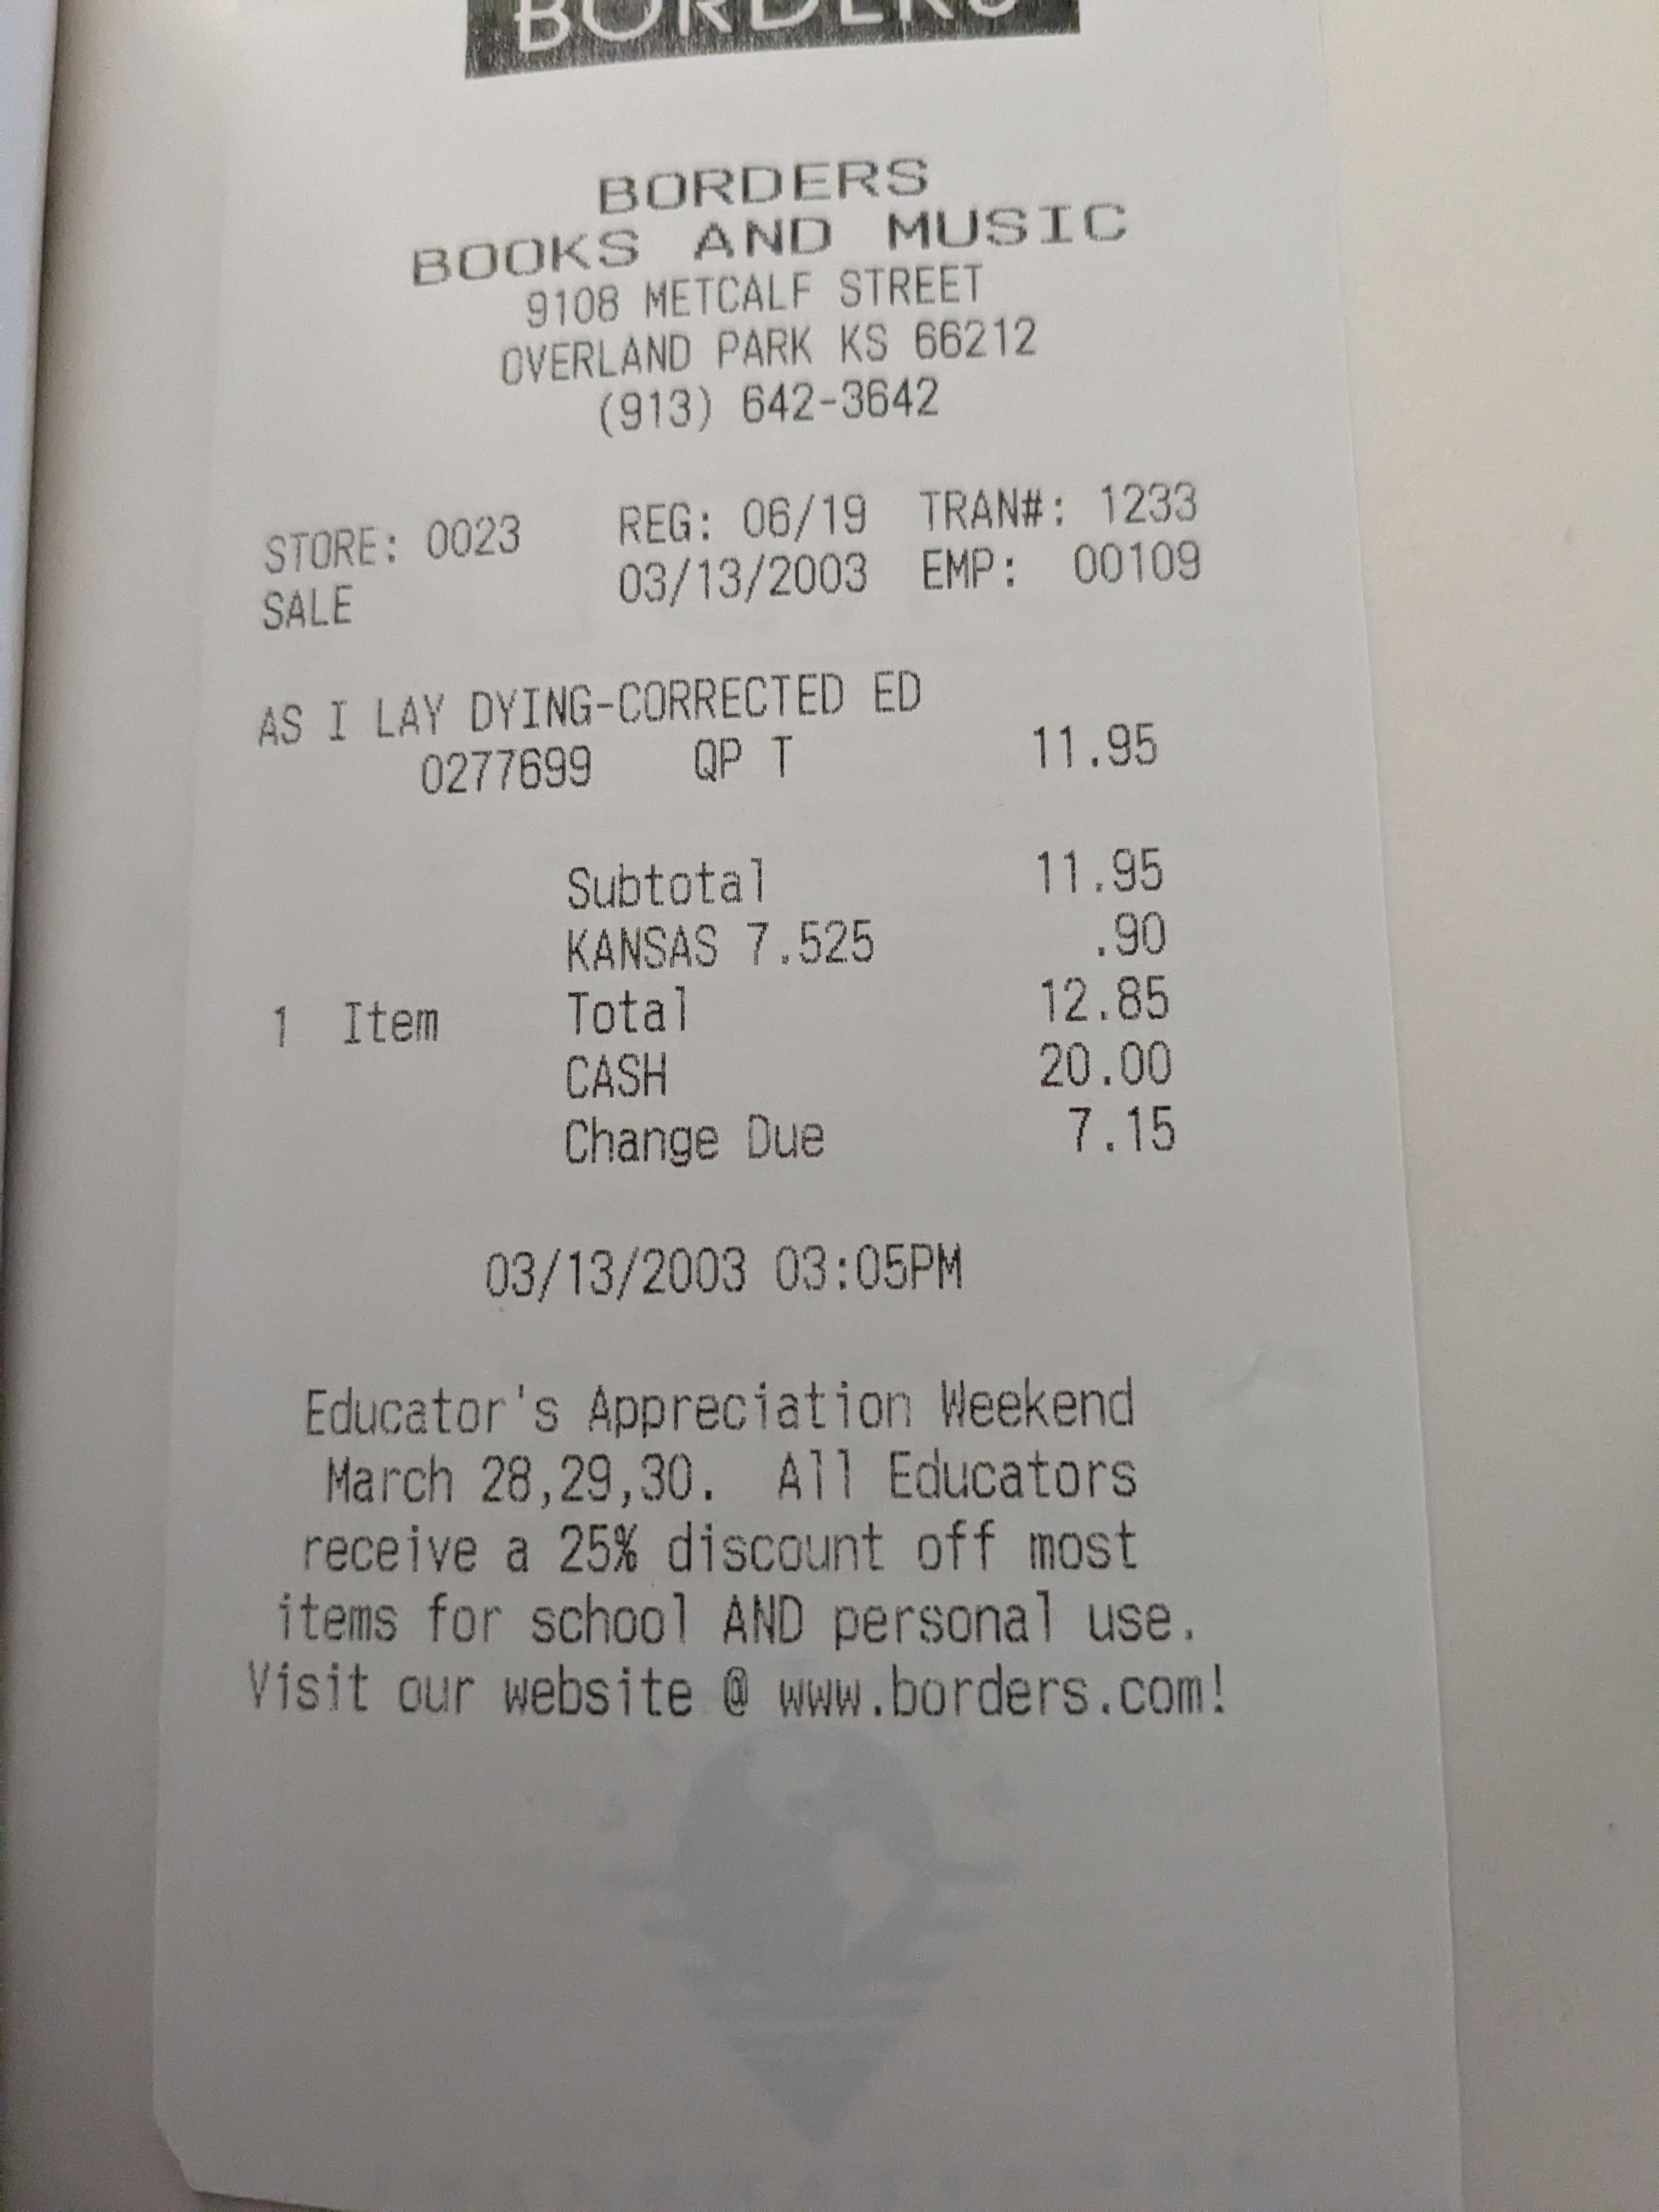 BORDERS
BORDERS
BOOKS AND MUSIC
9108 METCALF STREET
OVERLAND PARK KS 66212
(913) 642-3642
STORE: 0023 REG: 06/19 TRAN#: 1233
SALE 03/13/2003 EMP: 00109
AS I LAY DYING-CORRECTED ED
0277699 QP T 11.95
Subtotal 11.95
KANSAS 7.525 .90
1 Item Total 12.85
CASH 20.00
Change Due 7.15
03/13/2003 03:05PM
Educator's Appreciation Weekend
March 28,29,30. All Educators
receive a 25% discount off most
items for school AND personal use.
Visit our website @ www.borders.com!